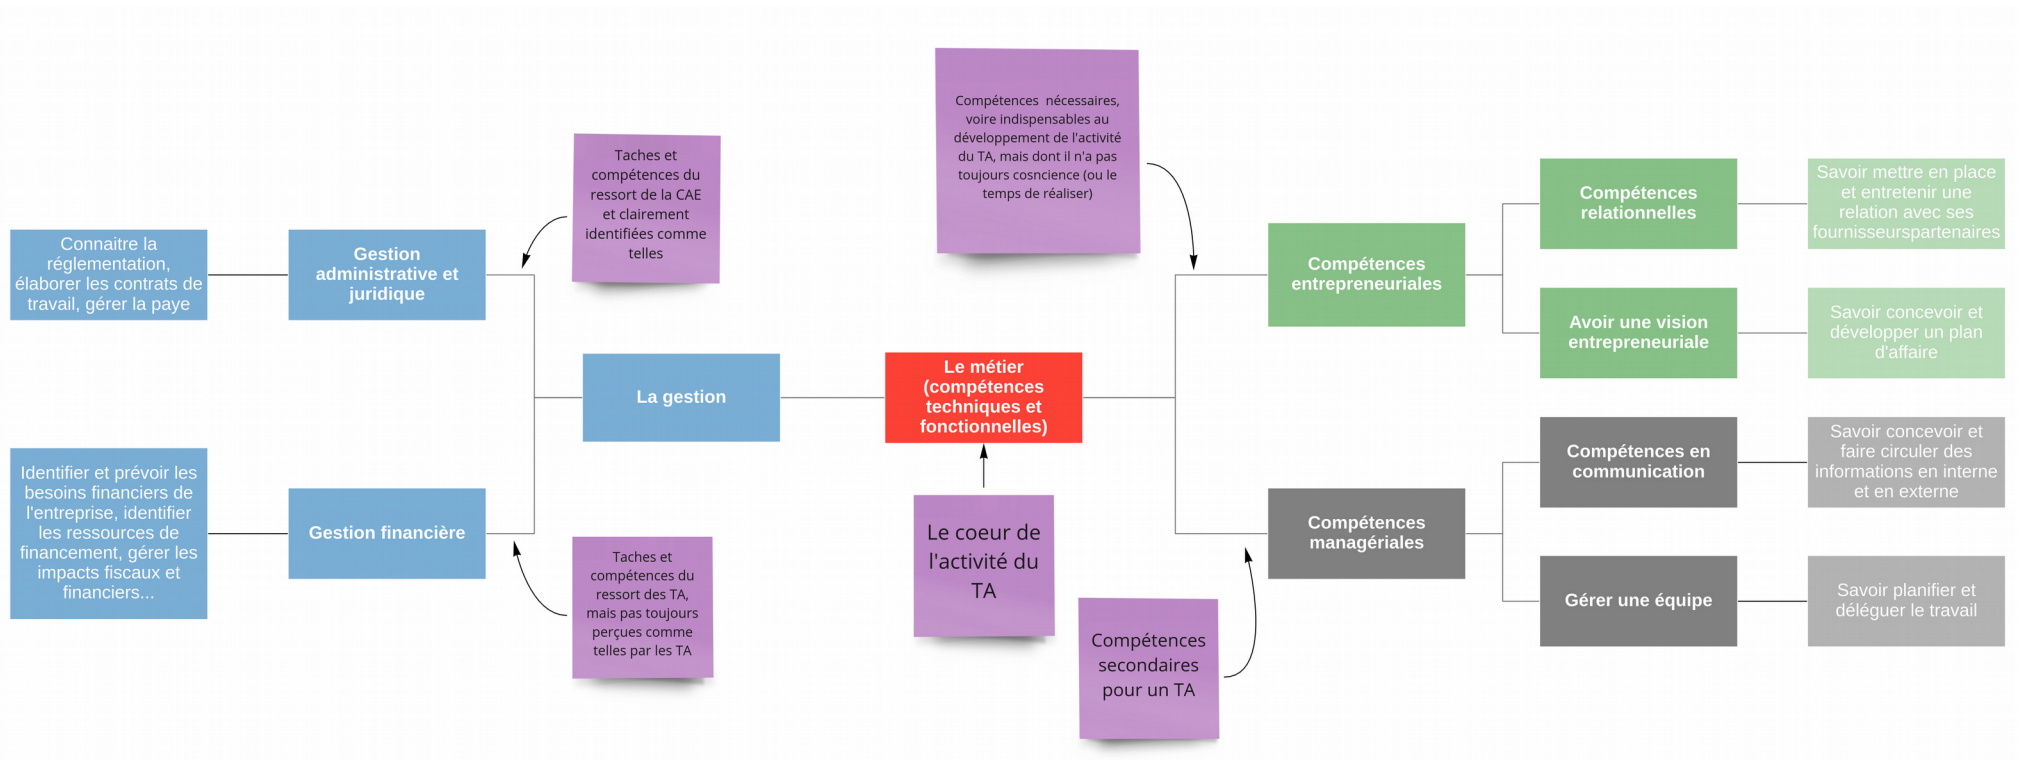 Connaitre la
réglementation,
élaborer les contrats de
travail, gérer la paye
Gestion
administrative et
juridique
Taches et
compétences du
ressort de la CAE
et clairement
identifiées comme
telles
Identifier et prévoir les
besoins financiers de
l'entreprise, identifier
les ressources de
financement, gérer les
impacts fiscaux et
financiers...
Gestion financière
Taches et
compétences du
ressort des TA,
mais pas toujours
perçues comme
telles par les TA
La gestion
Le métier
(compétences
techniques et
fonctionnelles)
Le coeur de
l'activité du
TA
Compétences  nécessaires,
voire indispensables au
développement de l'activité
du TA, mais dont il n'a pas
toujours cosncience (ou le
temps de réaliser)
Compétences
entrepreneuriales
Compétences
relationnelles
Savoir mettre en place
et entretenir une
relation avec ses
fournisseurspartenaires
Avoir une vision
entrepreneuriale
Savoir concevoir et
développer un plan
d'affaire
Compétences
secondaires
pour un TA
Compétences
managériales
Compétences en
communication
Savoir concevoir et
faire circuler des
informations en interne
et en externe
Gérer une équipe
Savoir planifier et
déléguer le travail